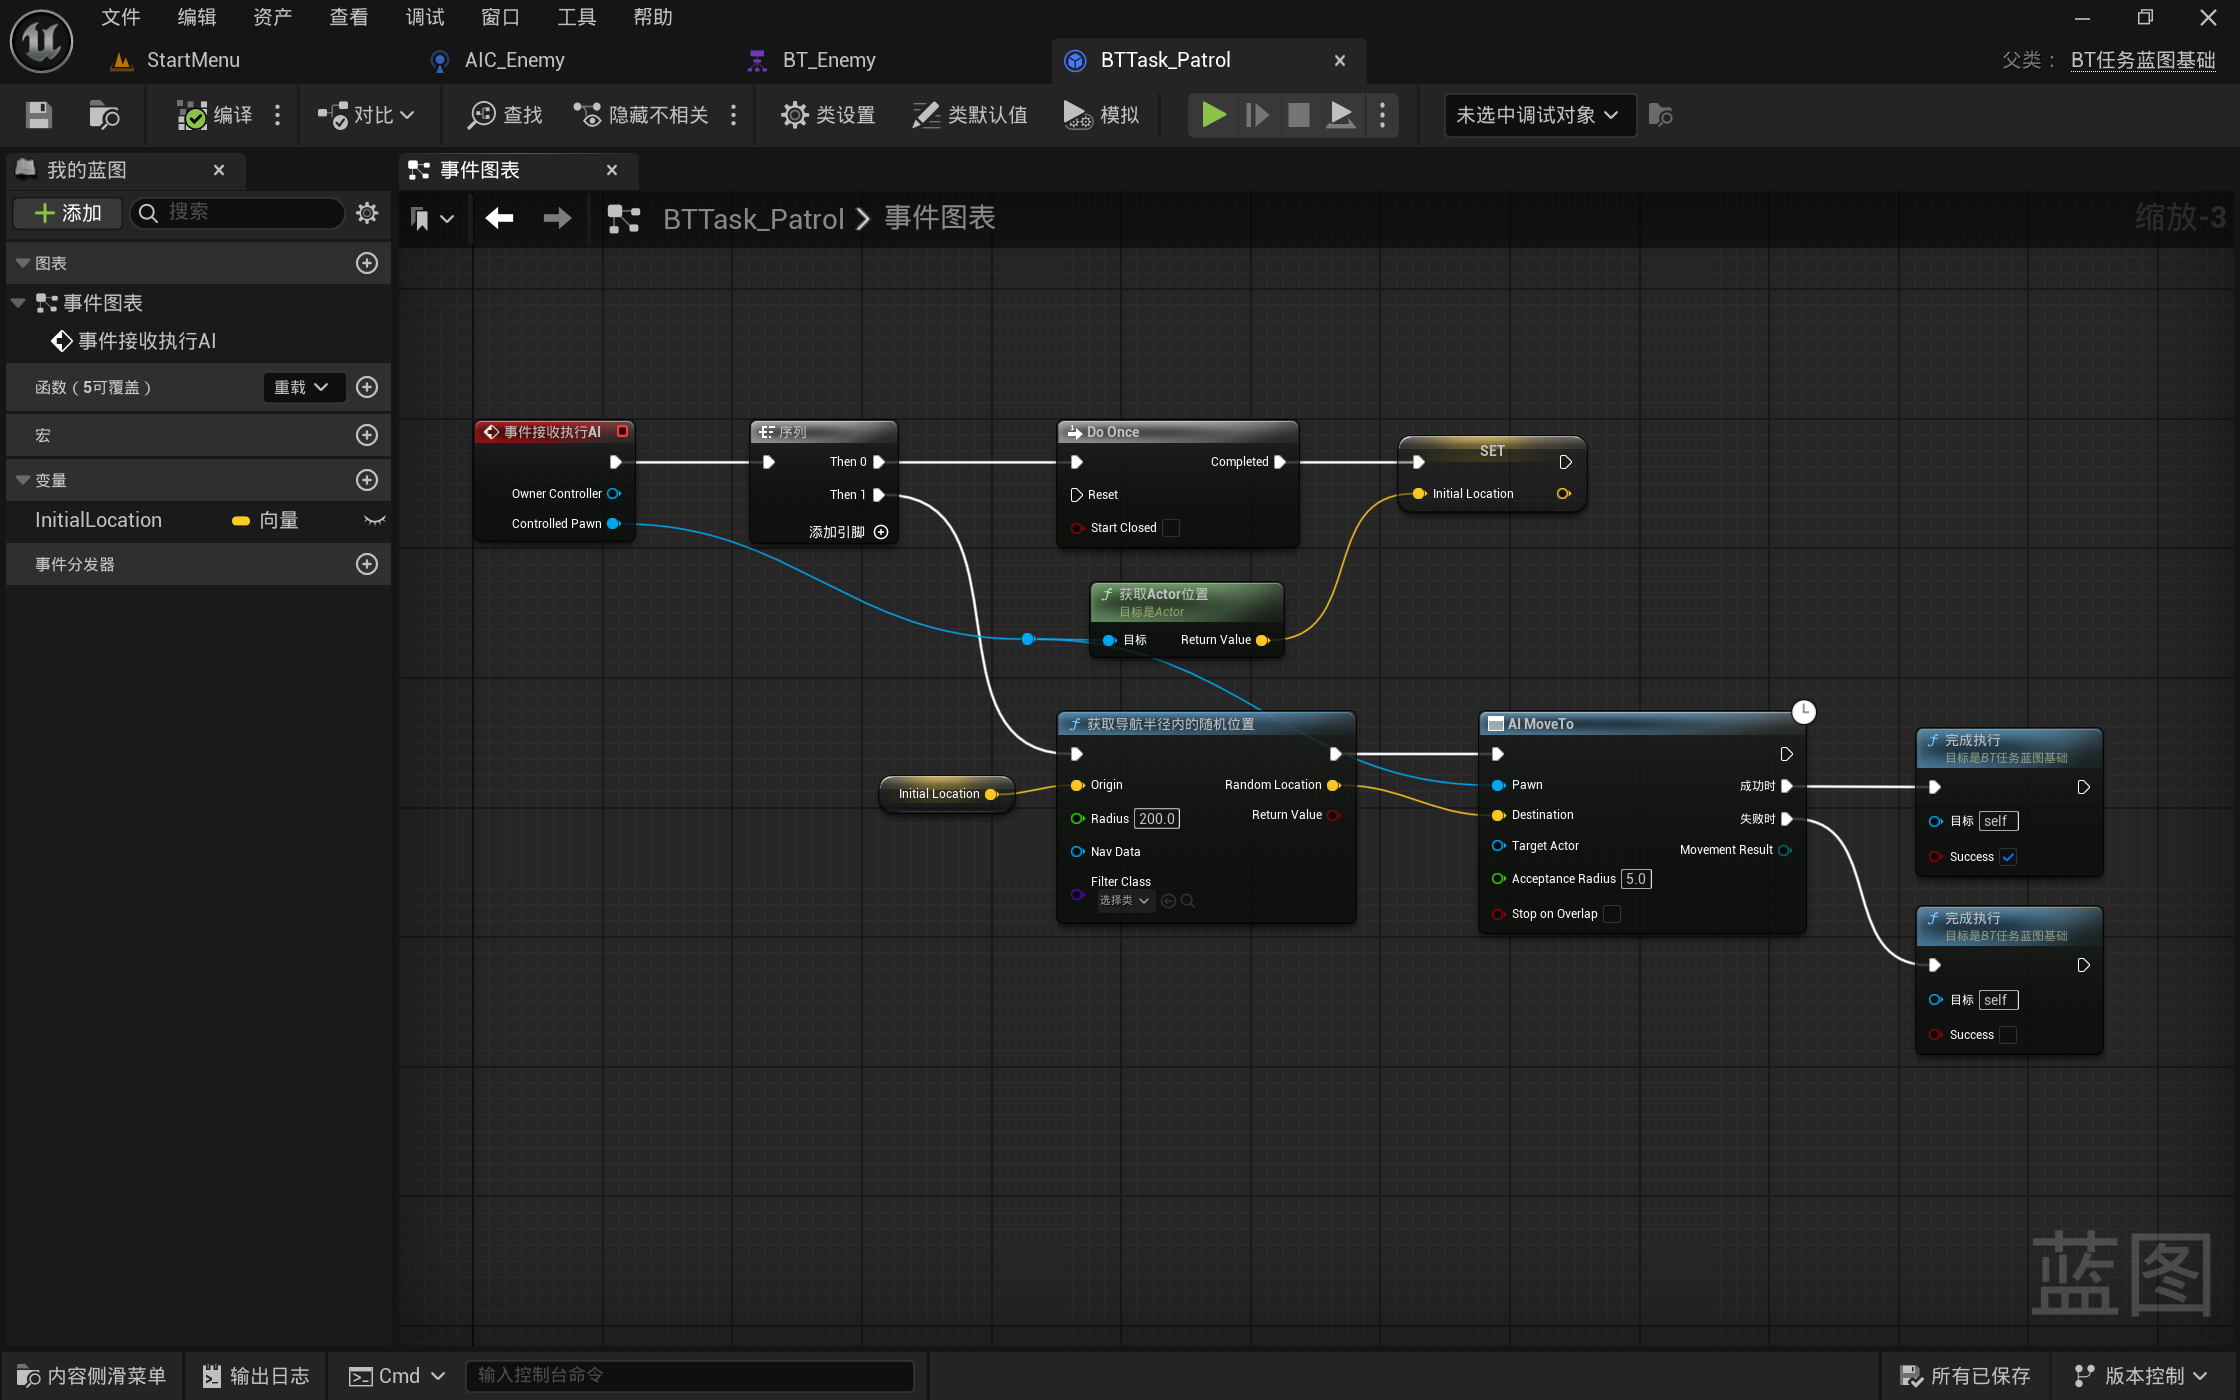 文件 编辑 资产 查看 调试 窗口 工具 帮助
StartMenu AIC_Enemy BT_Enemy BTTask_Patrol 父类： BT任务蓝图基础
编译 对比 查找 隐藏不相关 类设置 类默认值 模拟 未选中调试对象
我的蓝图
添加 搜索
图表
事件图表
事件接收执行AI
函数（5可覆盖） 重载
宏
变量
InitialLocation 向量
事件分发器
事件图表
BTTask_Patrol 事件图表 缩放-3
事件接收执行AI
Owner Controller
Controlled Pawn
序列
Then 0
Then 1
添加引脚
Do Once
Completed
Reset
Start Closed
SET
Initial Location
获取Actor位置
目标是Actor
目标 Return Value
Initial Location
获取导航半径内的随机位置
Origin Random Location
Radius 200.0 Return Value
Nav Data
Filter Class
选择类
AI MoveTo
Pawn 成功时
Destination 失败时
Target Actor Movement Result
Acceptance Radius 5.0
Stop on Overlap
完成执行
目标是BT任务蓝图基础
目标 self
Success
完成执行
目标是BT任务蓝图基础
目标 self
Success
蓝图
内容侧滑菜单 输出日志 Cmd 输入控制台命令 所有已保存 版本控制